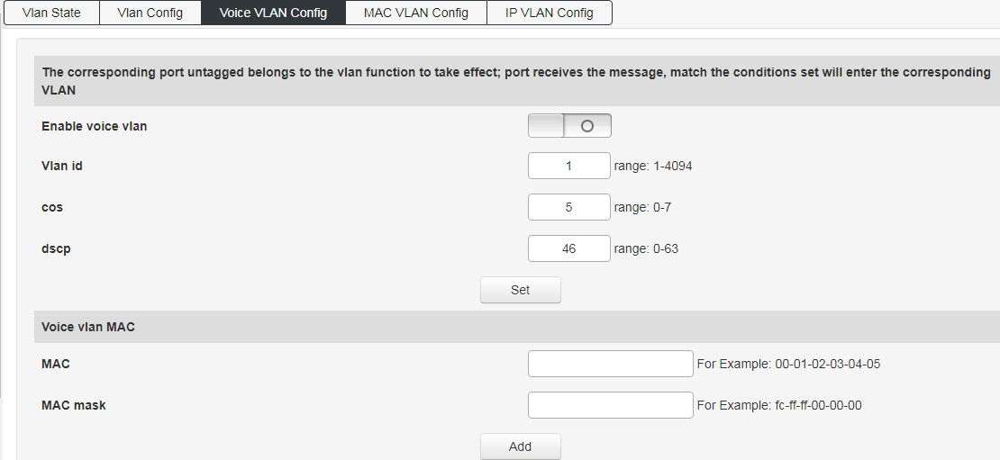 Vlan State Vlan Config Voice VLAN Config MAC VLAN Config IP VLAN Config
The corresponding port untagged belongs to the vlan function to take effect; port receives the message, match the conditions set will enter the corresponding
VLAN
Enable voice vlan
Vlan id 1 range: 1-4094
cos 5 range: 0-7
dscp 46 range: 0-63
Set
Voice vlan MAC
MAC For Example: 00-01-02-03-04-05
MAC mask For Example: fc-ff-ff-00-00-00
Add